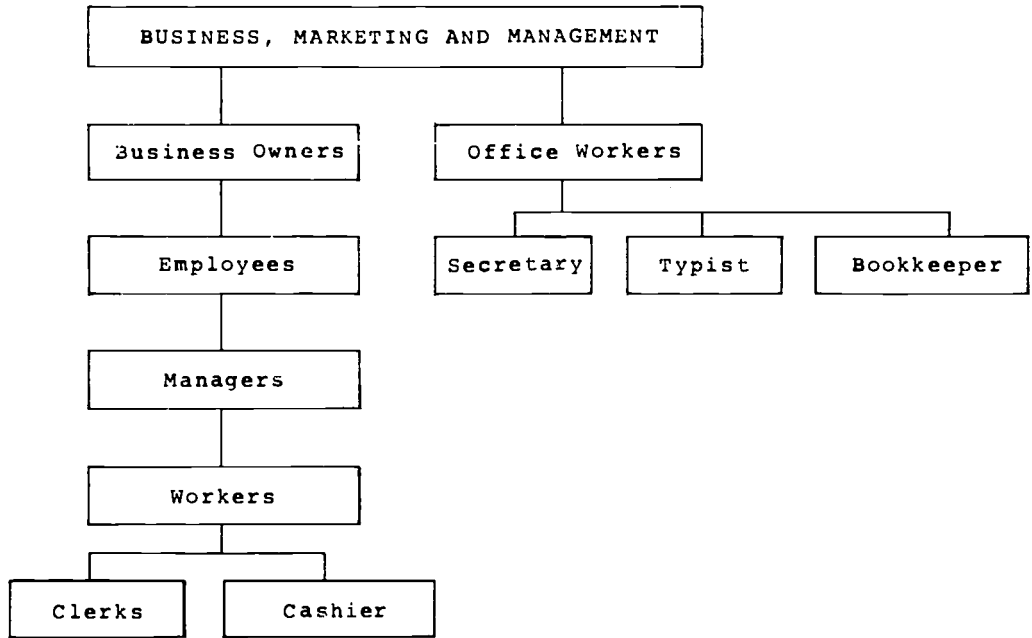 BUSINESS, MARKETING AND MANAGEMENT
Business Owners
Office Workers
Employees
Secretary
Typist
Bookkeeper
Managers
Workers
Clerks
Cashier